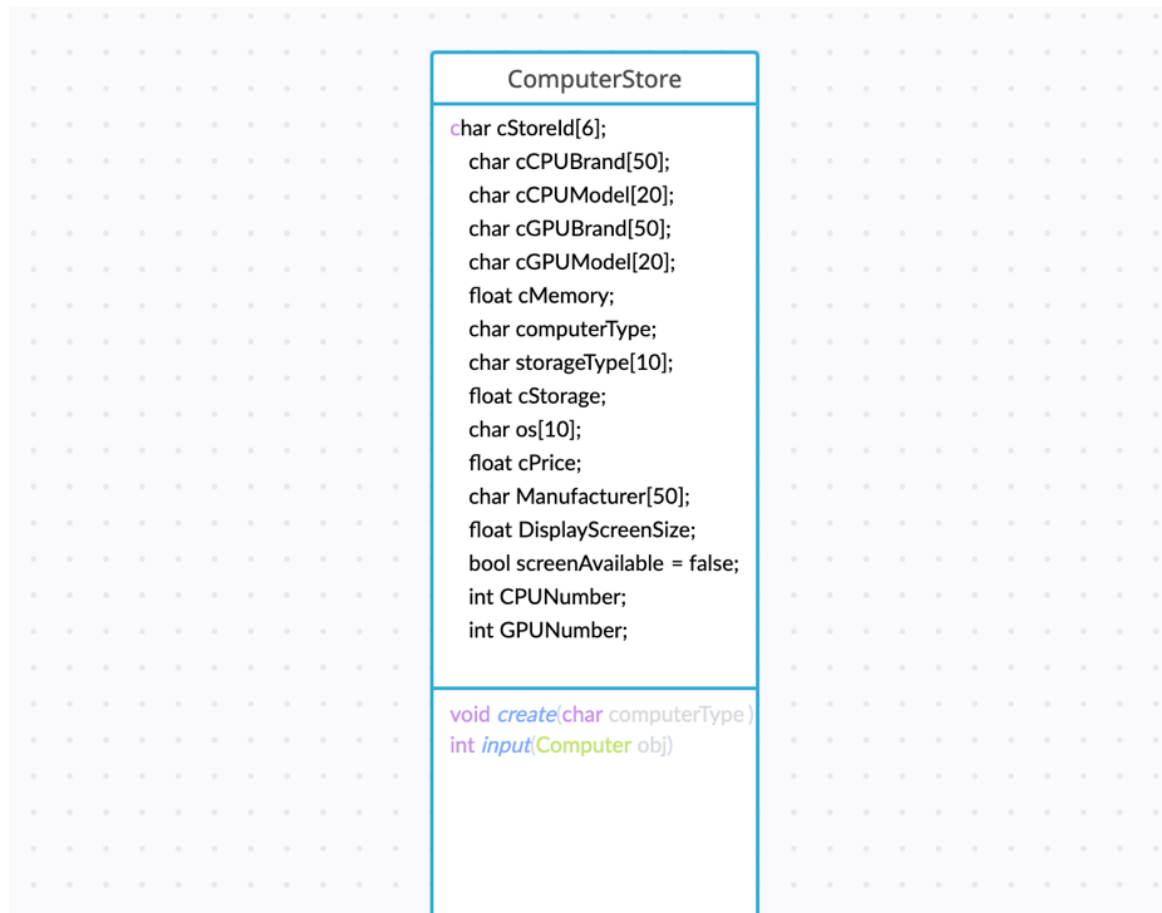 ComputerStore
char cStoreId[6];
char cCPUBrand[50];
char cCPUModel[20];
char cGPUBrand[50];
char cGPUModel[20];
float cMemory;
char computerType;
char storageType[10];
float cStorage;
char os[10];
float cPrice;
char Manufacturer[50];
float DisplayScreenSize;
bool screenAvailable = false;
int CPUNumber;
int GPUNumber;
void create(char computerType)
int input(Computer obj)